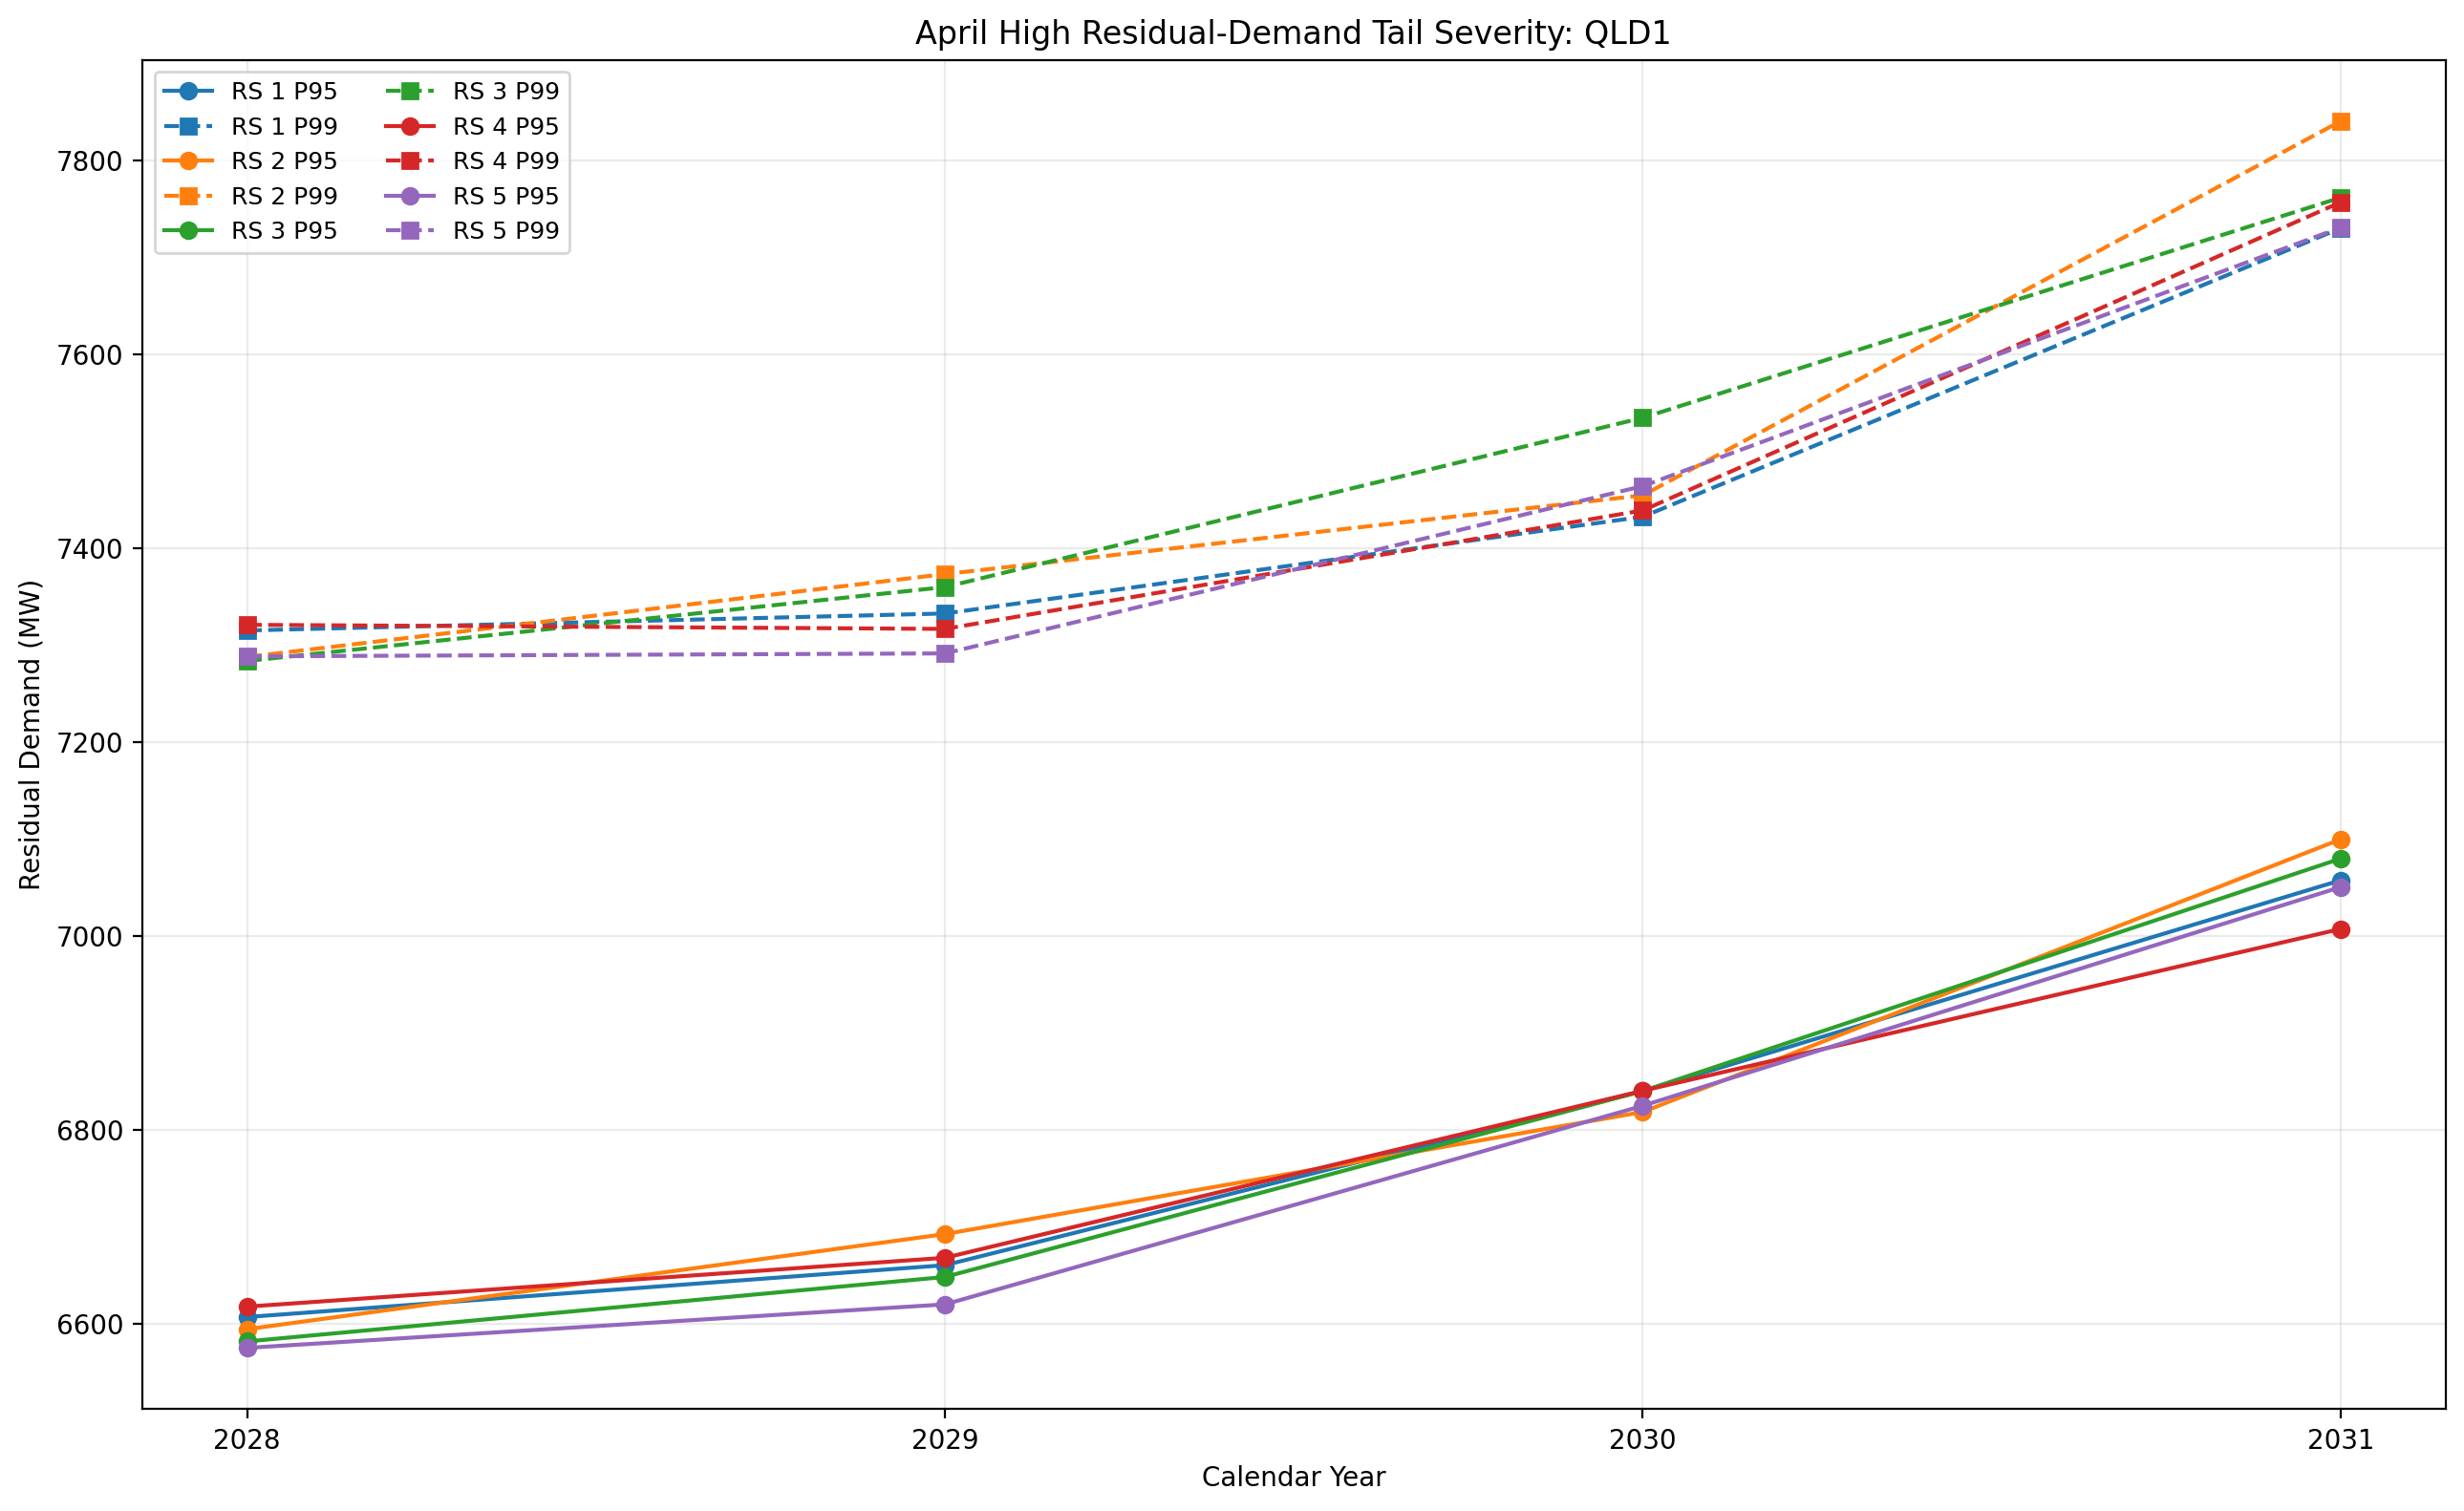 April High Residual-Demand Tail Severity: QLD1
RS 1 P95
RS 1 P99
RS 2 P95
RS 2 P99
RS 3 P95
RS 3 P99
RS 4 P95
RS 4 P99
RS 5 P95
RS 5 P99
Residual Demand (MW)
7800
7600
7400
7200
7000
6800
6600
2028
2029
2030
2031
Calendar Year